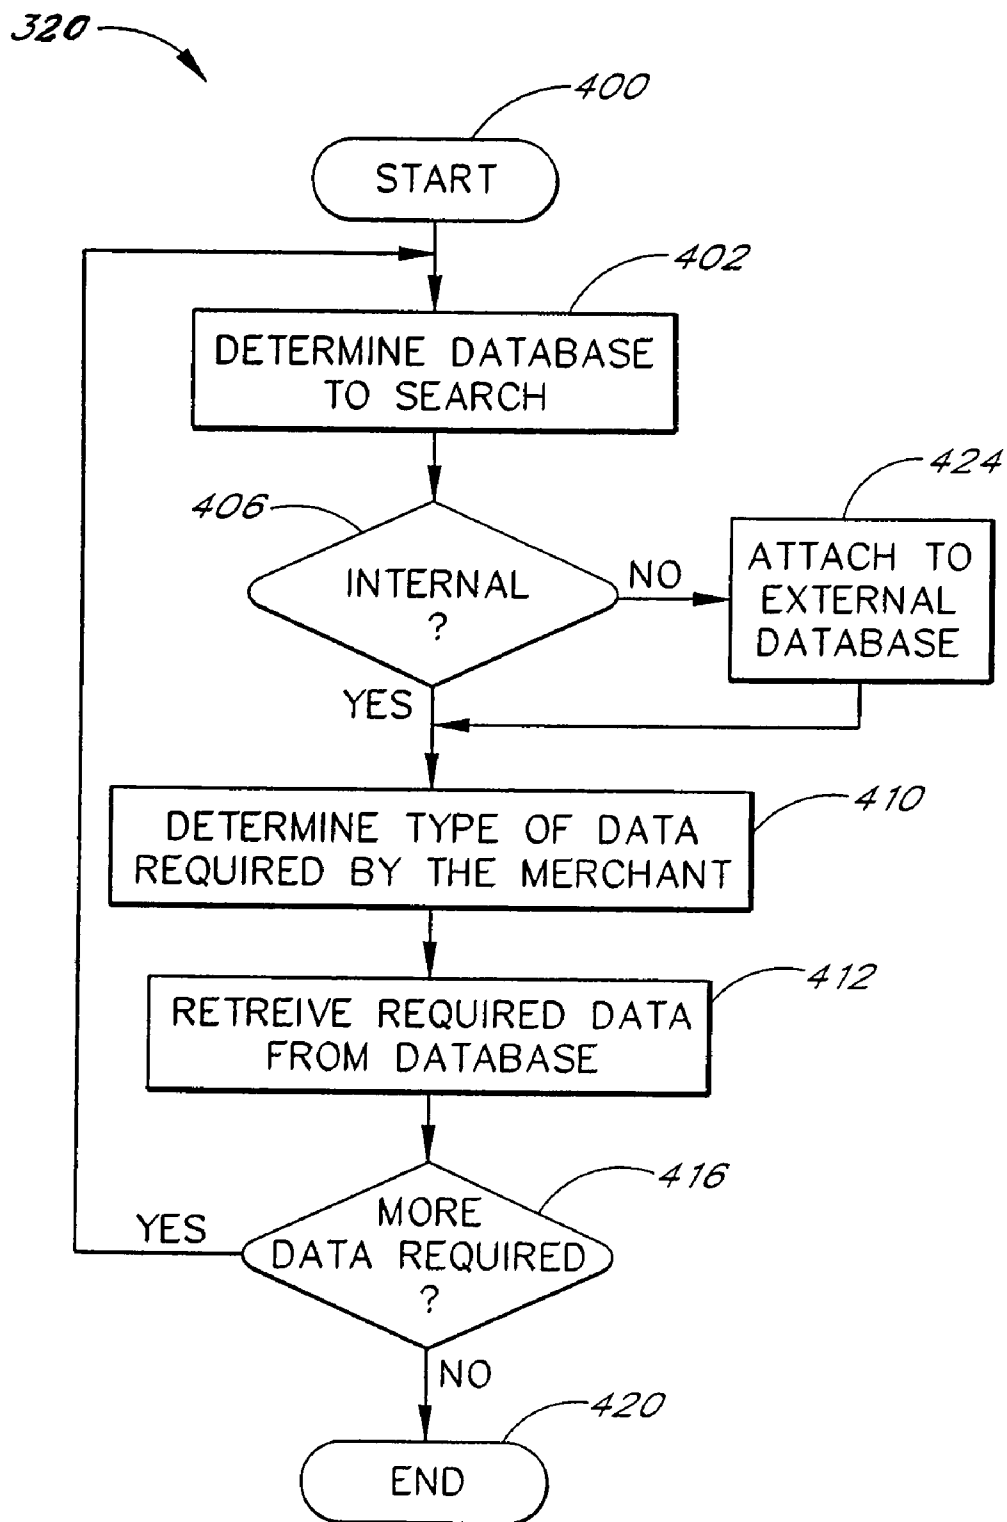 320
400
START
402
DETERMINE DATABASE
TO SEARCH
406
424
INTERNAL
?
NO
ATTACH TO
EXTERNAL
DATABASE
YES
410
DETERMINE TYPE OF DATA
REQUIRED BY THE MERCHANT
412
RETREIVE REQUIRED DATA
FROM DATABASE
416
MORE
DATA REQUIRED
?
YES
NO
420
END